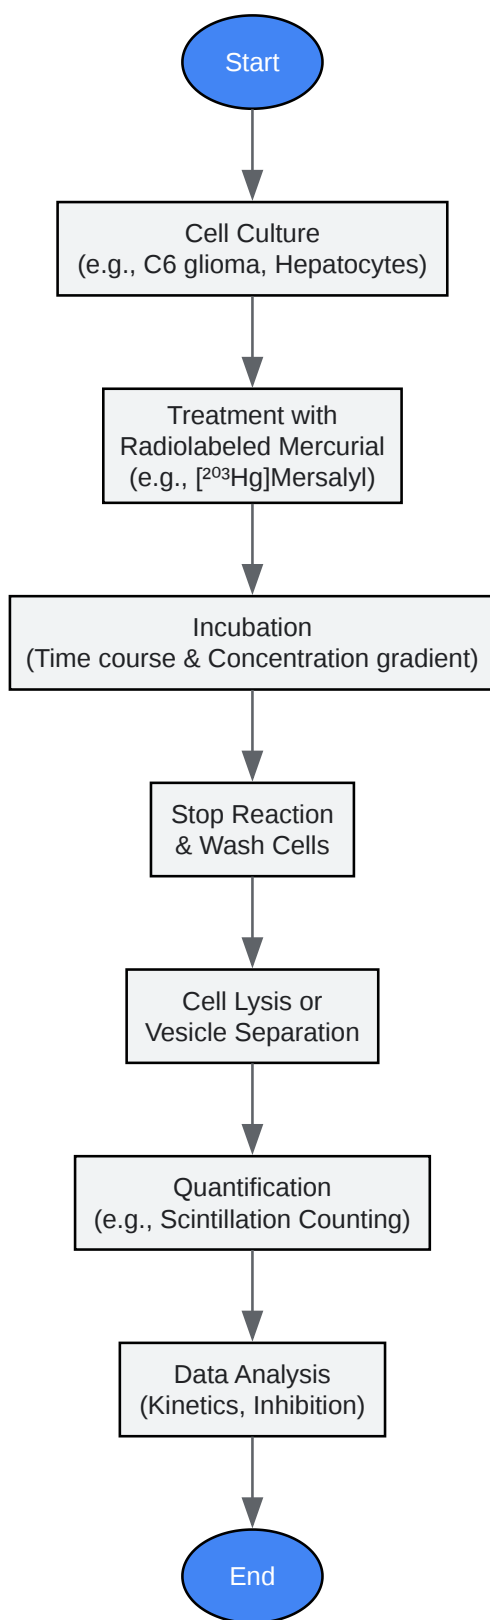 Start
Cell Culture
(e.g., C6 glioma, Hepatocytes)
Treatment with
Radiolabeled Mercurial
(e.g., [²⁰³Hg]Mersalyl)
Incubation
(Time course & Concentration gradient)
Stop Reaction
& Wash Cells
Cell Lysis or
Vesicle Separation
Quantification
(e.g., Scintillation Counting)
Data Analysis
(Kinetics, Inhibition)
End